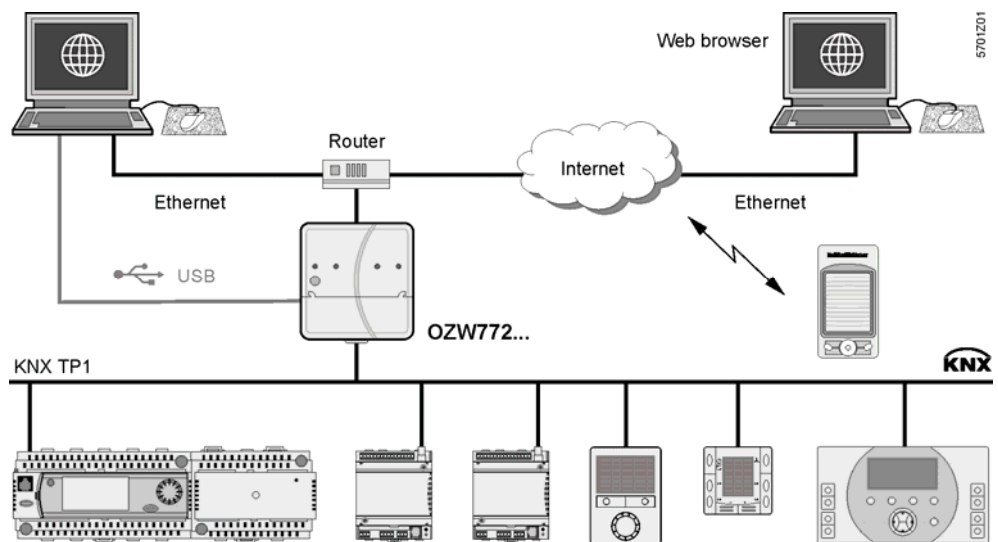 Web browser
5701Z01
Router
Internet
Ethernet
Ethernet
USB
OZW772...
KNX TP1
KNX